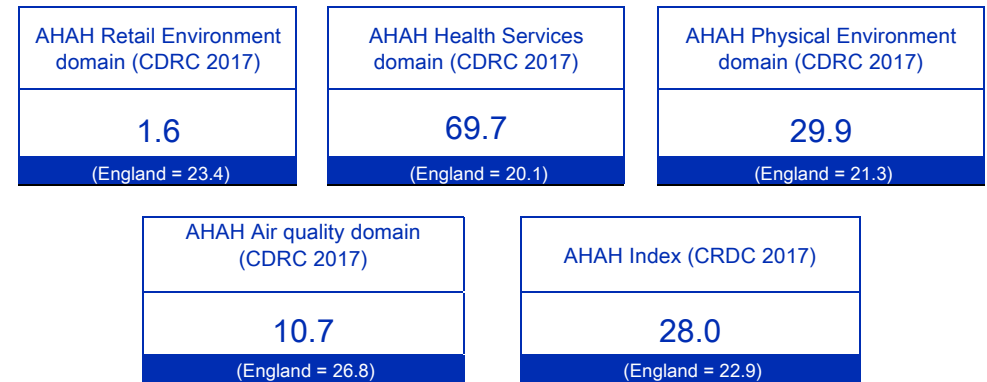 AHAH Retail Environment
domain (CDRC 2017)
1.6
(England = 23.4)
AHAH Health Services
domain (CDRC 2017)
69.7
(England = 20.1)
AHAH Physical Environment
domain (CDRC 2017)
29.9
(England = 21.3)
AHAH Air quality domain
(CDRC 2017)
10.7
(England = 26.8)
AHAH Index (CRDC 2017)
28.0
(England = 22.9)